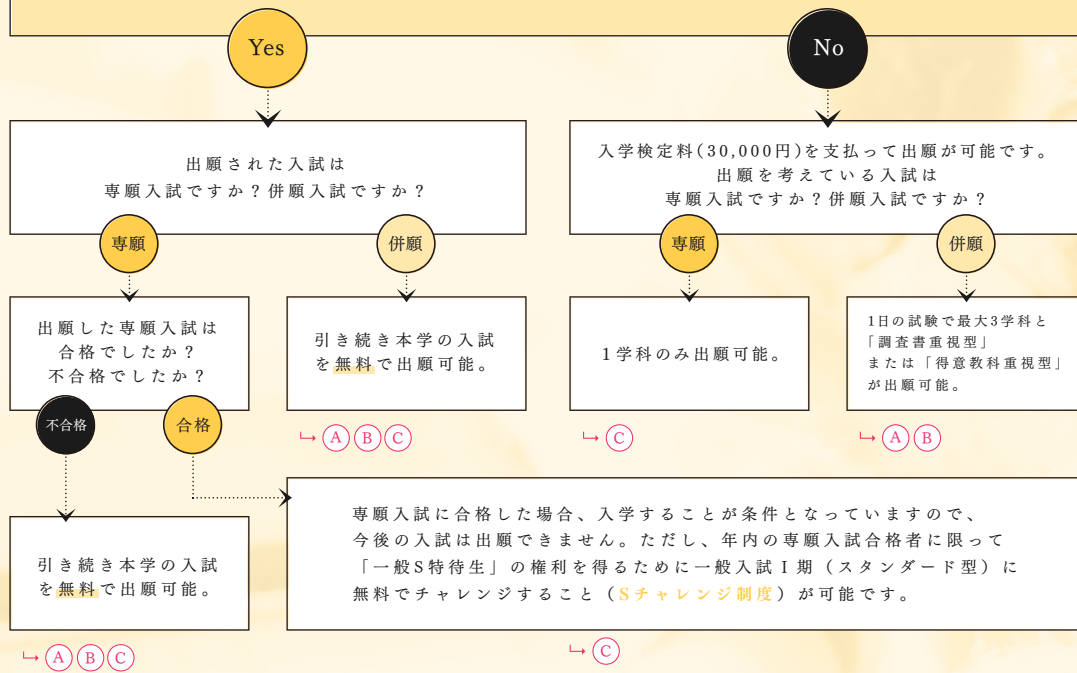 Yes
No
出願された入試は
専願入試ですか？併願入試ですか？
入学検定料(30,000円)を支払って出願が可能です。
出願を考えている入試は
専願入試ですか？併願入試ですか？
専願
併願
専願
併願
出願した専願入試は
合格でしたか？
不合格でしたか？
引き続き本学の入試
を無料で出願可能。
1学科のみ出願可能。
1日の試験で最大3学科と
「調査書重視型」
または「得意教科重視型」
が出願可能。
不合格
合格
A B C
C
A B
専願入試に合格した場合、入学することが条件となっていますので、
今後の入試は出願できません。ただし、年内の専願入試合格者に限って
「一般S特待生」の権利を得るために一般入試Ⅰ期（スタンダード型）に
無料でチャレンジすること（Sチャレンジ制度）が可能です。
引き続き本学の入試
を無料で出願可能。
A B C
C